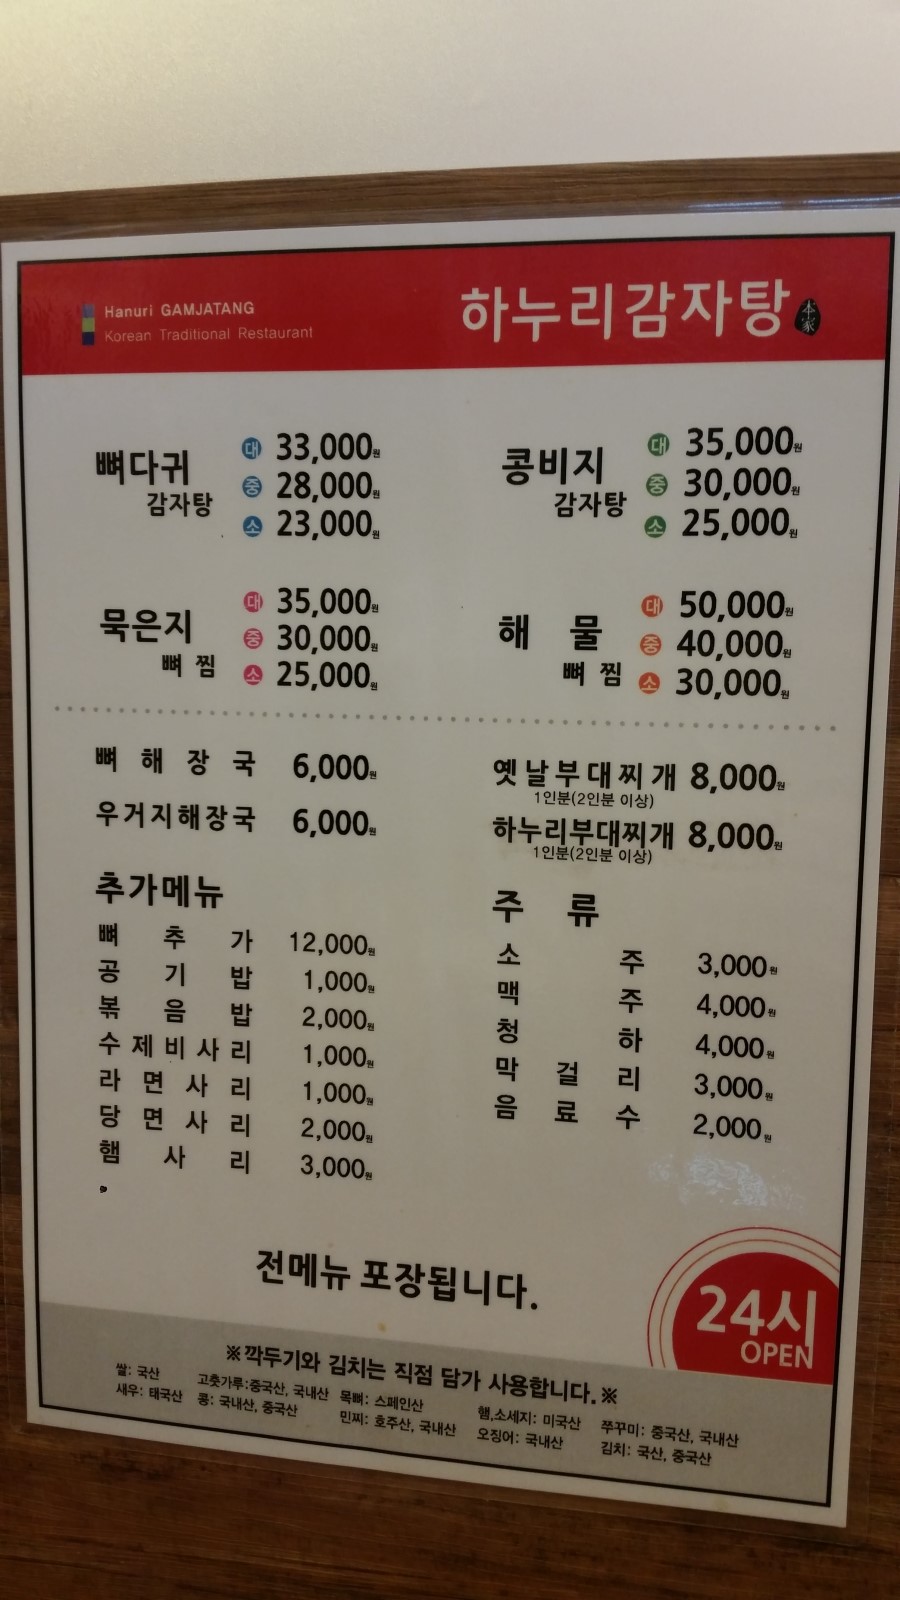 Hanuri GAMJATANG
Korean Traditional Restaurant
하누리감자탕
本家
뼈다귀
감자탕
대 33,000원
중 28,000원
소 23,000원
콩비지
감자탕
대 35,000원
중 30,000원
소 25,000원
묵은지
뼈 찜
대 35,000원
중 30,000원
소 25,000원
해 물
뼈 찜
대 50,000원
중 40,000원
소 30,000원
뼈 해 장 국 6,000원
우거지해장국 6,000원
옛날부대찌개 8,000원
1인분(2인분 이상)
하누리부대찌개 8,000원
1인분(2인분 이상)
추가메뉴
뼈 추 가 12,000원
공 기 밥 1,000원
볶 음 밥 2,000원
수 제 비 사 리 1,000원
라 면 사 리 1,000원
당 면 사 리 2,000원
햄 사 리 3,000원
주 류
소 주 3,000원
맥 주 4,000원
청 하 4,000원
막 걸 리 3,000원
음 료 수 2,000원
전메뉴 포장됩니다.
24시
OPEN
※깍두기와 김치는 직점 담가 사용합니다.※
쌀: 국산 고춧가루:중국산, 국내산 목뼈: 스페인산 햄,소세지: 미국산 쭈꾸미: 중국산, 국내산
새우: 태국산 콩: 국내산, 중국산 민찌: 호주산, 국내산 오징어: 국내산 김치: 국산, 중국산